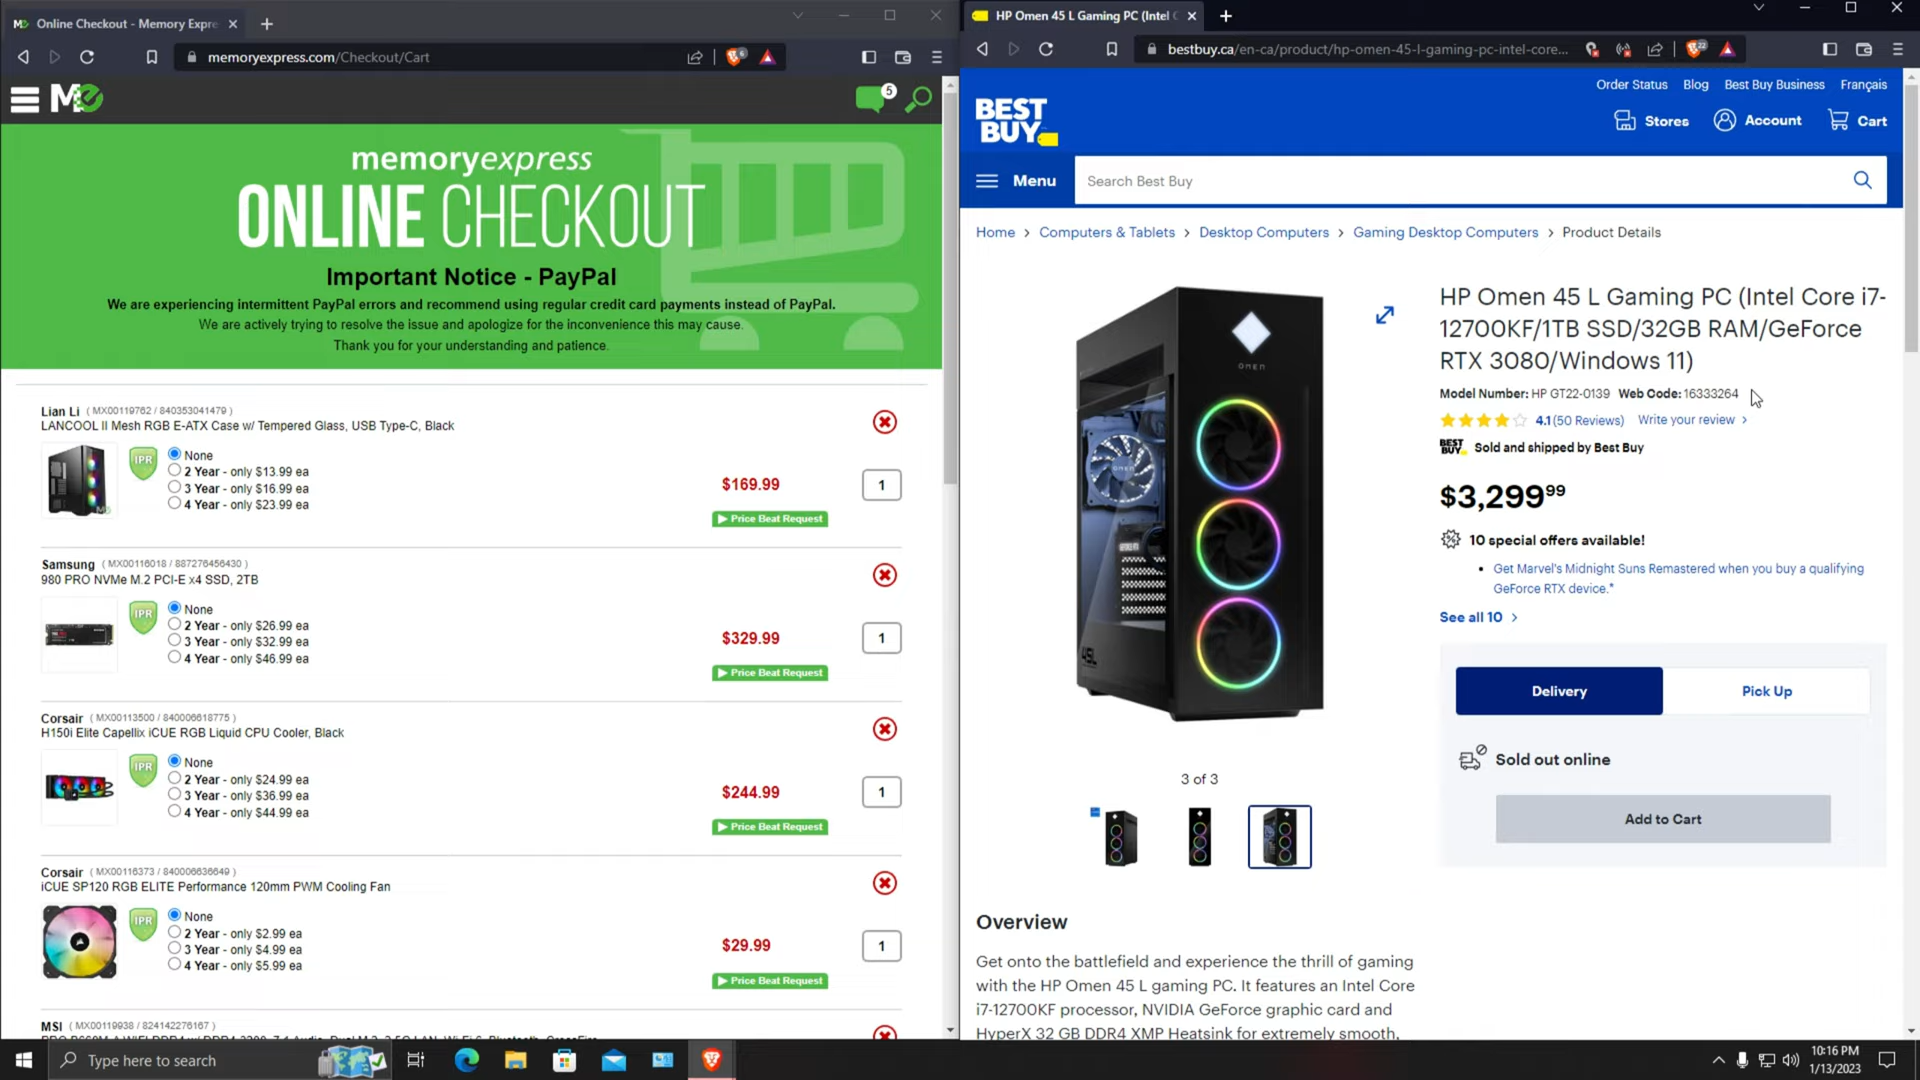 Online Checkout - Memory Expre
memoryexpress.com/Checkout/Cart
6
ME
5
memoryexpress
ONLINE CHECKOUT
Important Notice - PayPal
We are experiencing intermittent PayPal errors and recommend using regular credit card payments instead of PayPal.
We are actively trying to resolve the issue and apologize for the inconvenience this may cause.
Thank you for your understanding and patience.
Lian Li ( MX00119762 / 840353041479 )
LANCOOL II Mesh RGB E-ATX Case w/ Tempered Glass, USB Type-C, Black
IPR
None
2 Year - only $13.99 ea
3 Year - only $16.99 ea
4 Year - only $23.99 ea
$169.99
1
Price Beat Request
Samsung ( MX00116018 / 887276456430 )
980 PRO NVMe M.2 PCI-E x4 SSD, 2TB
IPR
None
2 Year - only $26.99 ea
3 Year - only $32.99 ea
4 Year - only $46.99 ea
$329.99
1
Price Beat Request
Corsair ( MX00113500 / 840006618775 )
H150i Elite Capellix iCUE RGB Liquid CPU Cooler, Black
IPR
None
2 Year - only $24.99 ea
3 Year - only $36.99 ea
4 Year - only $44.99 ea
$244.99
1
Price Beat Request
Corsair ( MX00116373 / 840006636649 )
iCUE SP120 RGB ELITE Performance 120mm PWM Cooling Fan
IPR
None
2 Year - only $2.99 ea
3 Year - only $4.99 ea
4 Year - only $5.99 ea
$29.99
1
Price Beat Request
MSI ( MX00119938 / 824142276167 )
HP Omen 45 L Gaming PC (Intel C
bestbuy.ca/en-ca/product/hp-omen-45-l-gaming-pc-intel-core...
22
Order Status Blog Best Buy Business Français
BEST BUY
Stores Account Cart
Menu
Search Best Buy
Home > Computers & Tablets > Desktop Computers > Gaming Desktop Computers > Product Details
OMEN
45L
HP Omen 45 L Gaming PC (Intel Core i7-
12700KF/1TB SSD/32GB RAM/GeForce
RTX 3080/Windows 11)
Model Number: HP GT22-0139 Web Code: 16333264
4.1 (50 Reviews) Write your review >
BEST BUY Sold and shipped by Best Buy
$3,299.99
10 special offers available!
• Get Marvel's Midnight Suns Remastered when you buy a qualifying
GeForce RTX device.*
See all 10 >
Delivery
Pick Up
Sold out online
Add to Cart
3 of 3
Overview
Get onto the battlefield and experience the thrill of gaming
with the HP Omen 45 L gaming PC. It features an Intel Core
i7-12700KF processor, NVIDIA GeForce graphic card and
HyperX 32 GB DDR4 XMP Heatsink for extremely smooth,
Type here to search
10:16 PM
1/13/2023